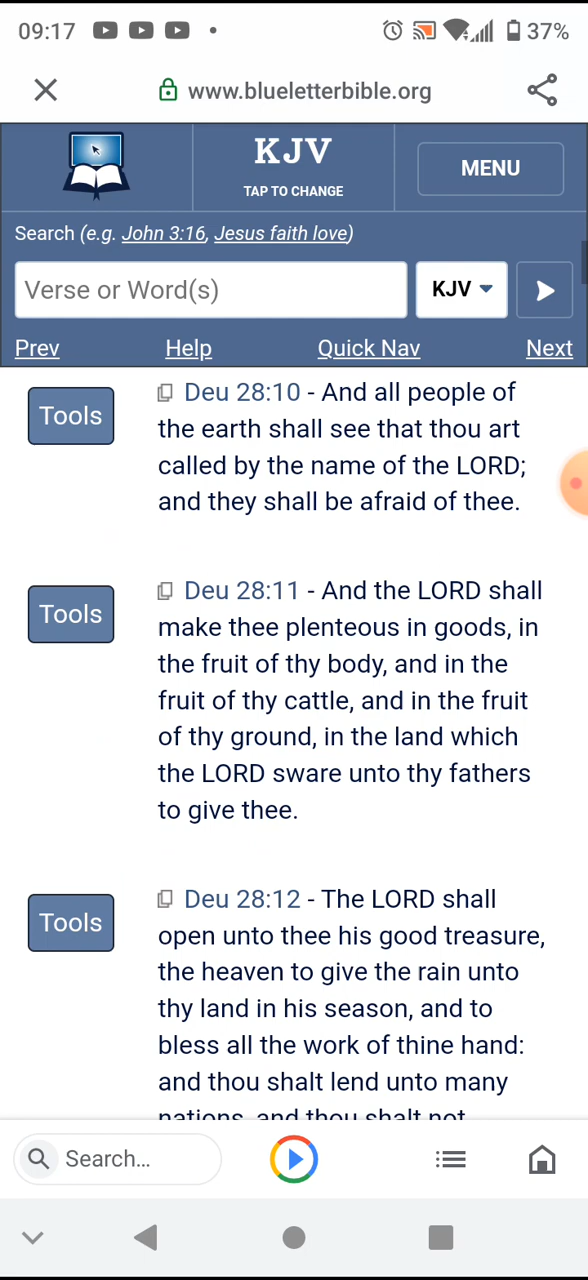 09:17
37%
www.blueletterbible.org
KJV
TAP TO CHANGE
MENU
Search (e.g. John 3:16, Jesus faith love)
Verse or Word(s)
KJV
Prev
Help
Quick Nav
Next
Tools
Deu 28:10 - And all people of
the earth shall see that thou art
called by the name of the LORD;
and they shall be afraid of thee.
Tools
Deu 28:11 - And the LORD shall
make thee plenteous in goods, in
the fruit of thy body, and in the
fruit of thy cattle, and in the fruit
of thy ground, in the land which
the LORD sware unto thy fathers
to give thee.
Tools
Deu 28:12 - The LORD shall
open unto thee his good treasure,
the heaven to give the rain unto
thy land in his season, and to
bless all the work of thine hand:
and thou shalt lend unto many
nations, and thou shalt not
Search...